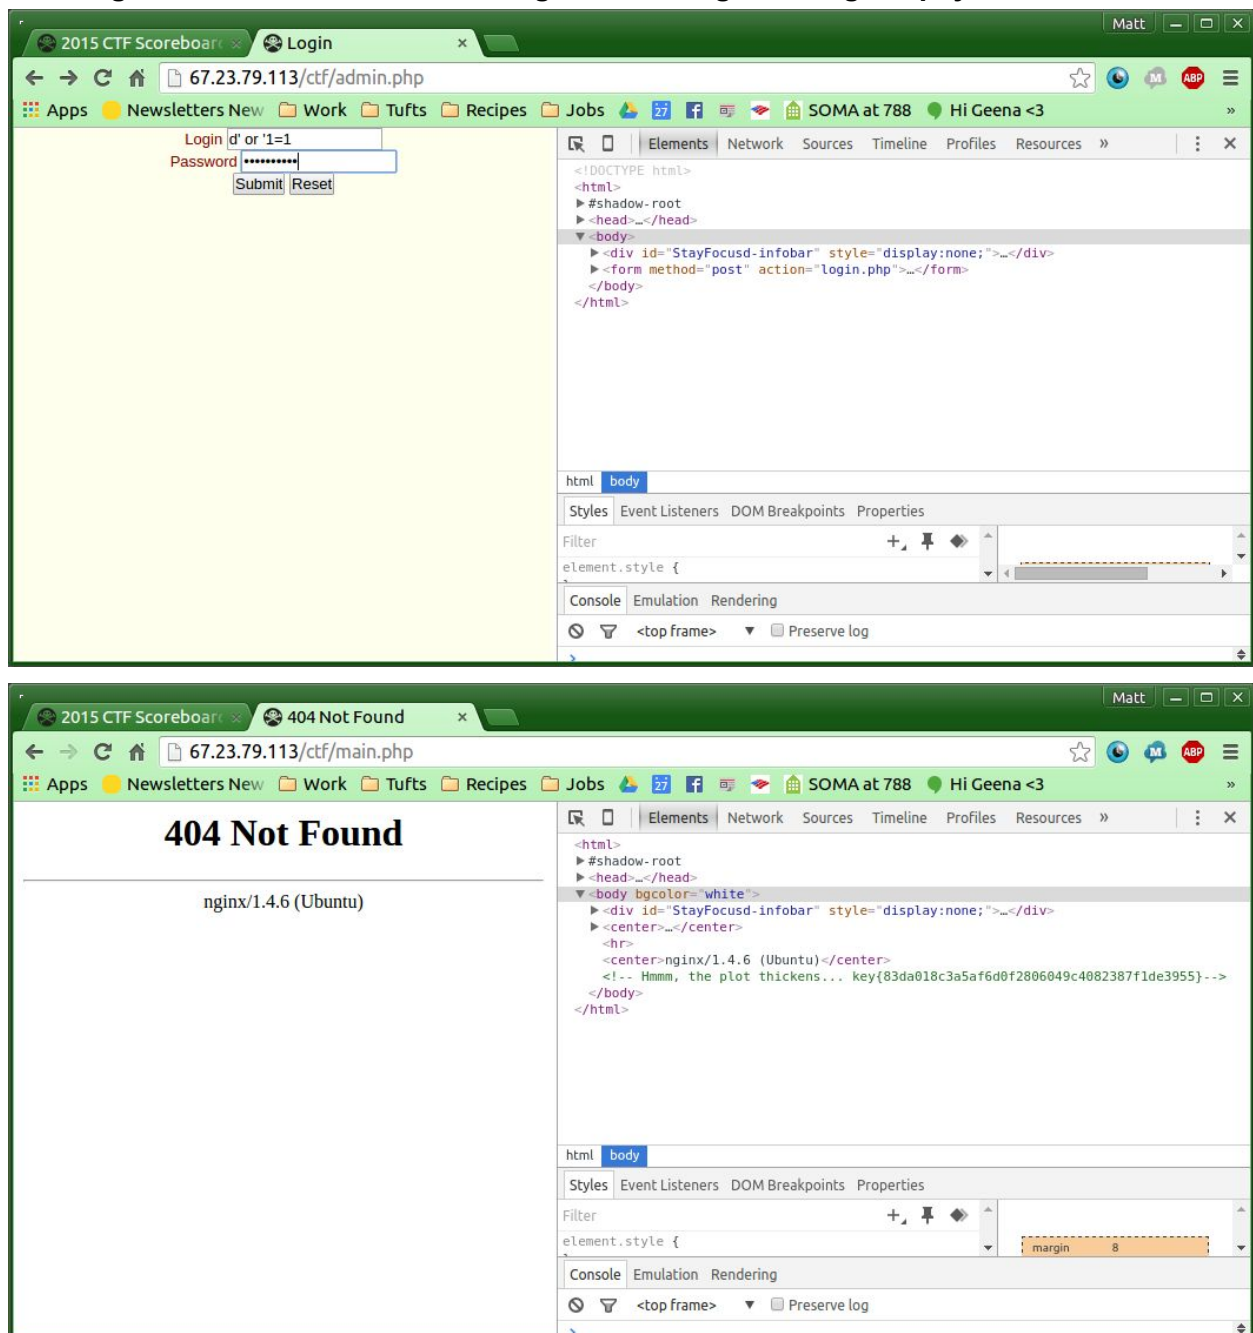 Matt
2015 CTF Scoreboar
Login
67.23.79.113/ctf/admin.php
ABP
Apps Newsletters New Work Tufts Recipes Jobs 27 SOMA at 788 Hi Geena <3 »
Login d' or '1=1
Password ••••••••••
Submit Reset
Elements Network Sources Timeline Profiles Resources »
<!DOCTYPE html>
<html>
▶#shadow-root
▶<head>…</head>
▼<body>
▶<div id="StayFocusd-infobar" style="display:none;">…</div>
▶<form method="post" action="login.php">…</form>
</body>
</html>
html body
Styles Event Listeners DOM Breakpoints Properties
Filter
element.style {
Console Emulation Rendering
<top frame> ▼ Preserve log
Matt
2015 CTF Scoreboar
404 Not Found
67.23.79.113/ctf/main.php
ABP
Apps Newsletters New Work Tufts Recipes Jobs 27 SOMA at 788 Hi Geena <3 »
404 Not Found
nginx/1.4.6 (Ubuntu)
Elements Network Sources Timeline Profiles Resources »
<html>
▶#shadow-root
▶<head>…</head>
▼<body bgcolor="white">
▶<div id="StayFocusd-infobar" style="display:none;">…</div>
▶<center>…</center>
<hr>
<center>nginx/1.4.6 (Ubuntu)</center>
<!-- Hmmm, the plot thickens... key{83da018c3a5af6d0f2806049c4082387f1de3955}-->
</body>
</html>
html body
Styles Event Listeners DOM Breakpoints Properties
Filter
element.style {
margin 8
Console Emulation Rendering
<top frame> ▼ Preserve log